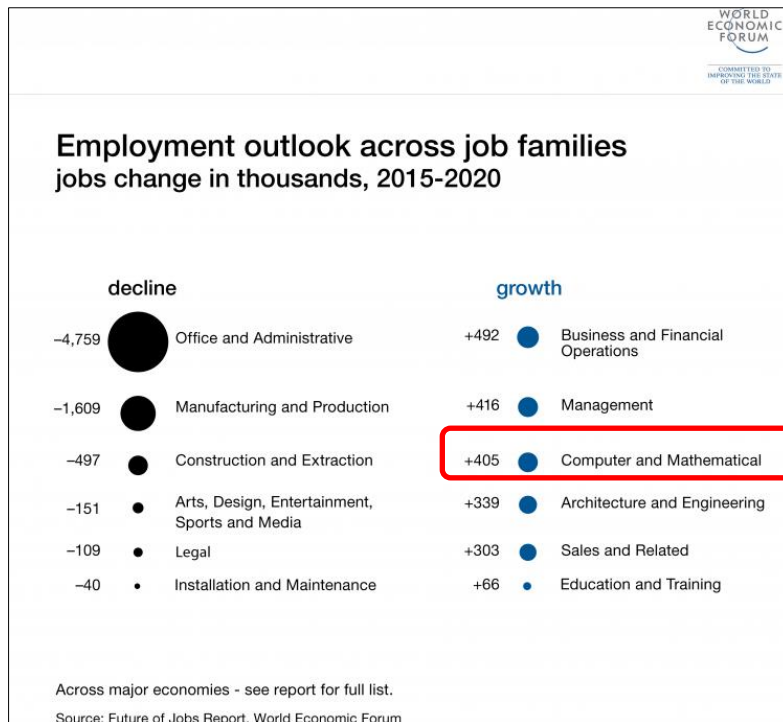 WORLD
ECONOMIC
FORUM
COMMITTED TO
IMPROVING THE STATE
OF THE WORLD
Employment outlook across job families
jobs change in thousands, 2015-2020
decline
–4,759 Office and Administrative
–1,609 Manufacturing and Production
–497 Construction and Extraction
–151 Arts, Design, Entertainment,
Sports and Media
–109 Legal
–40 Installation and Maintenance
growth
+492 Business and Financial
Operations
+416 Management
+405 Computer and Mathematical
+339 Architecture and Engineering
+303 Sales and Related
+66 Education and Training
Across major economies - see report for full list.
Source: Future of Jobs Report, World Economic Forum